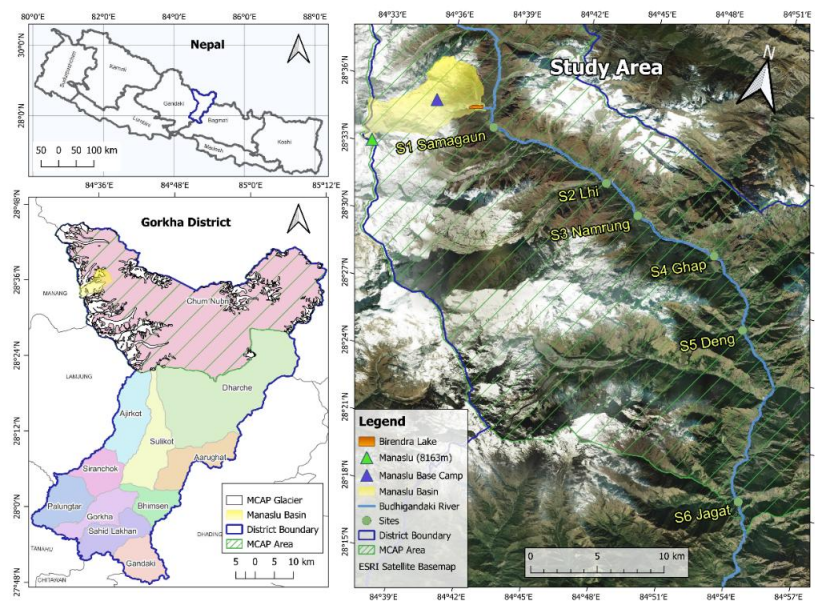 Nepal
30°0'N
28°0'N
Sudurpaschim
Karnali
Gandaki
Lumbini
Bagmati
Madesh
Koshi
50 0 50 100 km
82°0'E 84°0'E 86°0'E 88°0'E
84°36'E 84°48'E 85°0'E 85°12'E
Gorkha District
28°48'N
28°36'N
28°24'N
28°12'N
28°0'N
27°48'N
MANANG
LAMJUNG
TANAHU
CHITAWAN
DHADING
Chum Nubri
Dharche
Ajirkot
Sulikot
Aarughat
Siranchok
Palungtar
Gorkha
Bhimsen
Sahid Lakhan
Gandaki
MCAP Glacier
Manaslu Basin
District Boundary
MCAP Area
5 0 5 10 km
84°33'E 84°36'E 84°39'E 84°42'E 84°45'E 84°48'E 84°51'E
Study Area
N
28°36'N
28°33'N
28°30'N
28°27'N
28°24'N
28°21'N
28°18'N
28°15'N
S1 Samagaun
S2 Lhi
S3 Namrung
S4 Ghap
S5 Deng
S6 Jagat
Legend
Birendra Lake
Manaslu (8163m)
Manaslu Base Camp
Manaslu Basin
Budhigandaki River
Sites
District Boundary
MCAP Area
ESRI Satellite Basemap
0 5 10 km
84°39'E 84°42'E 84°45'E 84°48'E 84°51'E 84°54'E 84°57'E